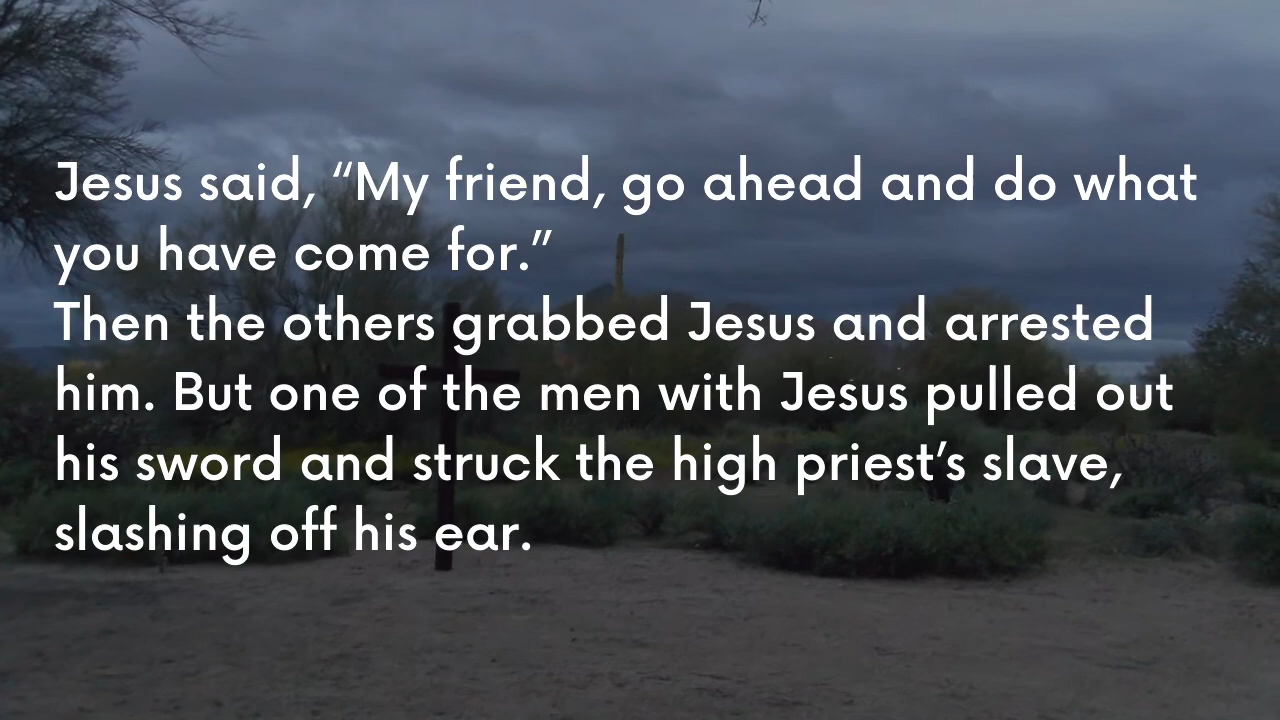 Jesus said, “My friend, go ahead and do what
you have come for.”
Then the others grabbed Jesus and arrested
him. But one of the men with Jesus pulled out
his sword and struck the high priest’s slave,
slashing off his ear.